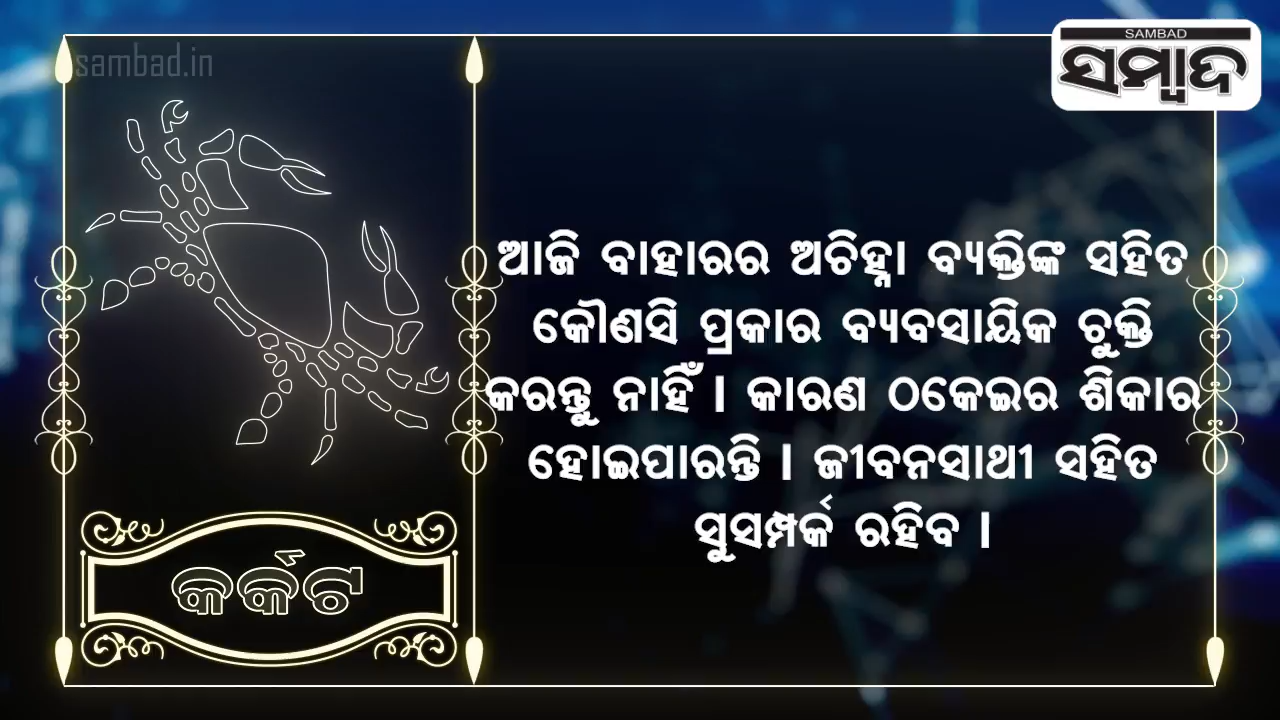 sambad.in
SAMBAD
ସମ୍ବାଦ
ଆଜି ବାହାରର ଅଚିହ୍ନା ବ୍ୟକ୍ତିଙ୍କ ସହିତ
କୌଣସି ପ୍ରକାର ବ୍ୟବସାୟିକ ଚୁକ୍ତି
କରନ୍ତୁ ନାହିଁ । କାରଣ ଠକେଇର ଶିକାର
ହୋଇପାରନ୍ତି । ଜୀବନସାଥୀ ସହିତ
ସୁସମ୍ପର୍କ ରହିବ ।
କର୍କଟ